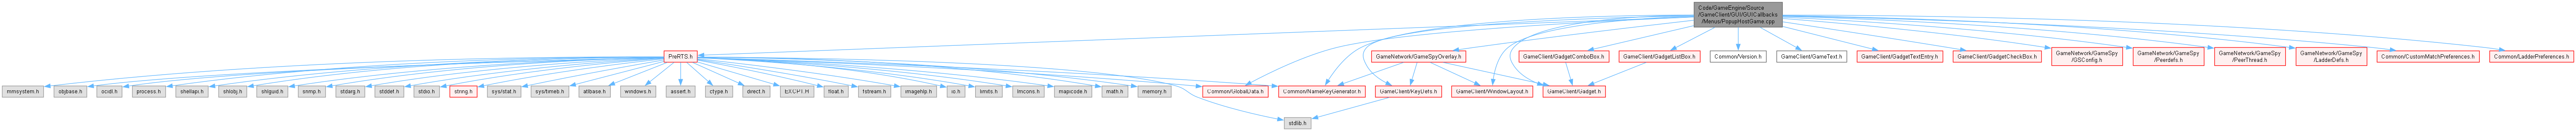 Code/GameEngine/Source
/GameClient/GUI/GUICallbacks
/Menus/PopupHostGame.cpp
PreRTS.h
GameNetwork/GameSpyOverlay.h
GameClient/GadgetComboBox.h
GameClient/GadgetListBox.h
Common/Version.h
GameClient/GameText.h
GameClient/GadgetTextEntry.h
GameClient/GadgetCheckBox.h
GameNetwork/GameSpy
/GSConfig.h
GameNetwork/GameSpy
/Peerdefs.h
GameNetwork/GameSpy
/PeerThread.h
GameNetwork/GameSpy
/LadderDefs.h
Common/CustomMatchPreferences.h
Common/LadderPreferences.h
mmsystem.h
objbase.h
ocidl.h
process.h
shellapi.h
shlobj.h
shlguid.h
snmp.h
stdarg.h
stddef.h
stdio.h
string.h
sys/stat.h
sys/timeb.h
atlbase.h
windows.h
assert.h
ctype.h
direct.h
EXCPT.H
float.h
fstream.h
imagehlp.h
io.h
limits.h
lmcons.h
mapicode.h
math.h
memory.h
Common/GlobalData.h
Common/NameKeyGenerator.h
GameClient/KeyDefs.h
GameClient/WindowLayout.h
GameClient/Gadget.h
stdlib.h